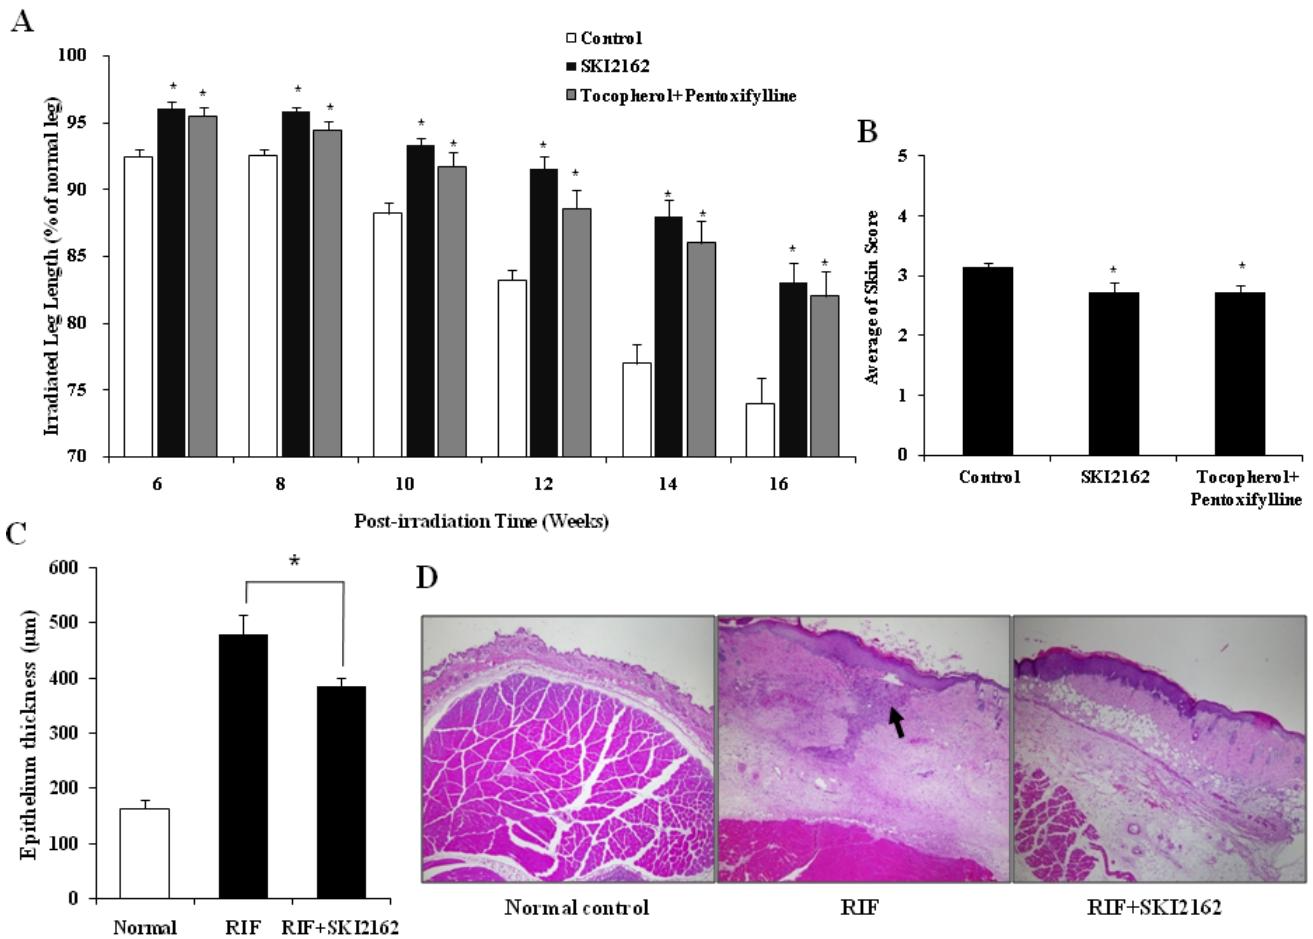 A
Control
SKI2162
Tocopherol+Pentoxifylline
100
95
90
85
80
75
70
Irradiated Leg Length (% of normal leg)
* * * * * * * * * * * *
6 8 10 12 14 16
Post-irradiation Time (Weeks)
B
5
4
3
2
1
0
Average of Skin Score
* *
Control SKI2162 Tocopherol+
Pentoxifylline
C
600
500
400
300
200
100
0
Epithelium thickness (μm)
*
Normal RIF RIF+SKI2162
D
Normal control RIF RIF+SKI2162